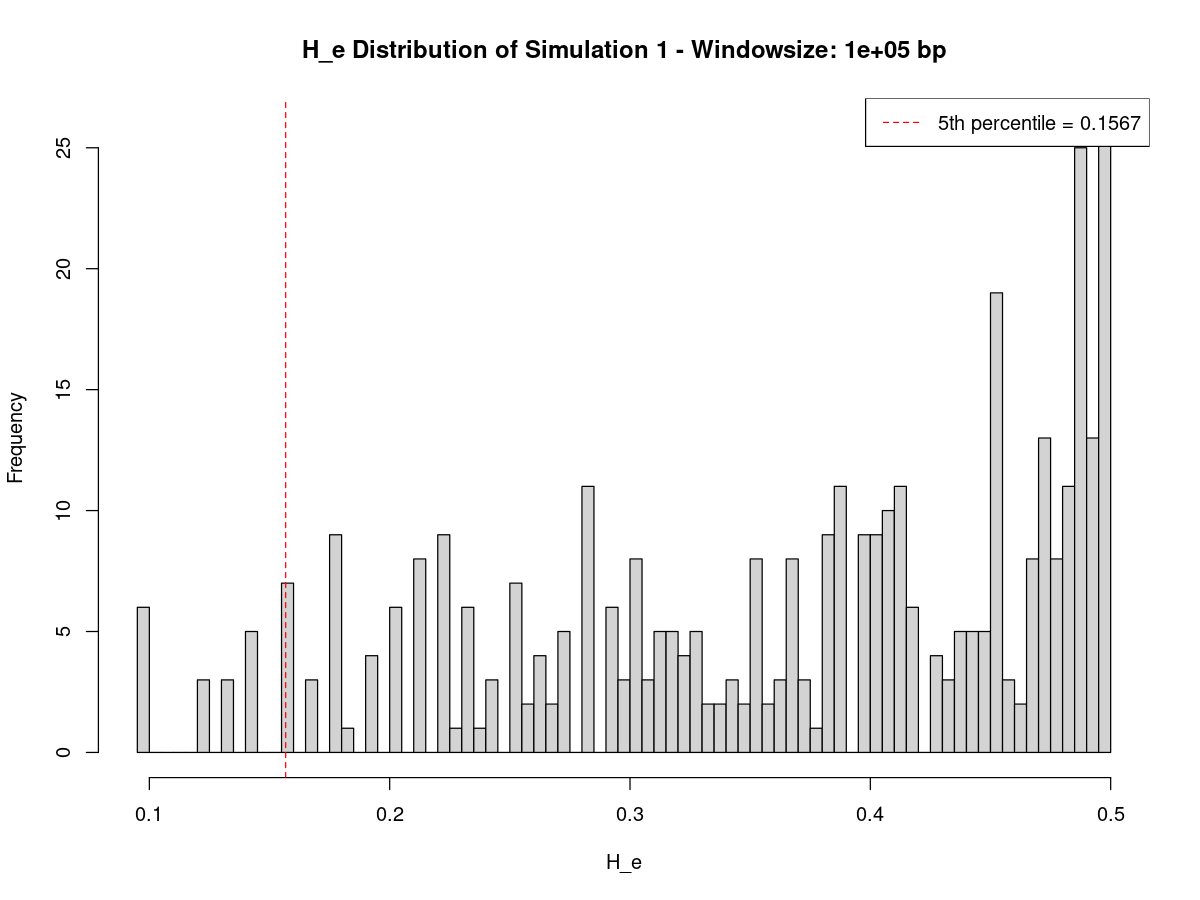 H_e Distribution of Simulation 1 - Windowsize: 1e+05 bp
5th percentile = 0.1567
25
20
15
10
5
0
Frequency
0.1 0.2 0.3 0.4 0.5
H_e